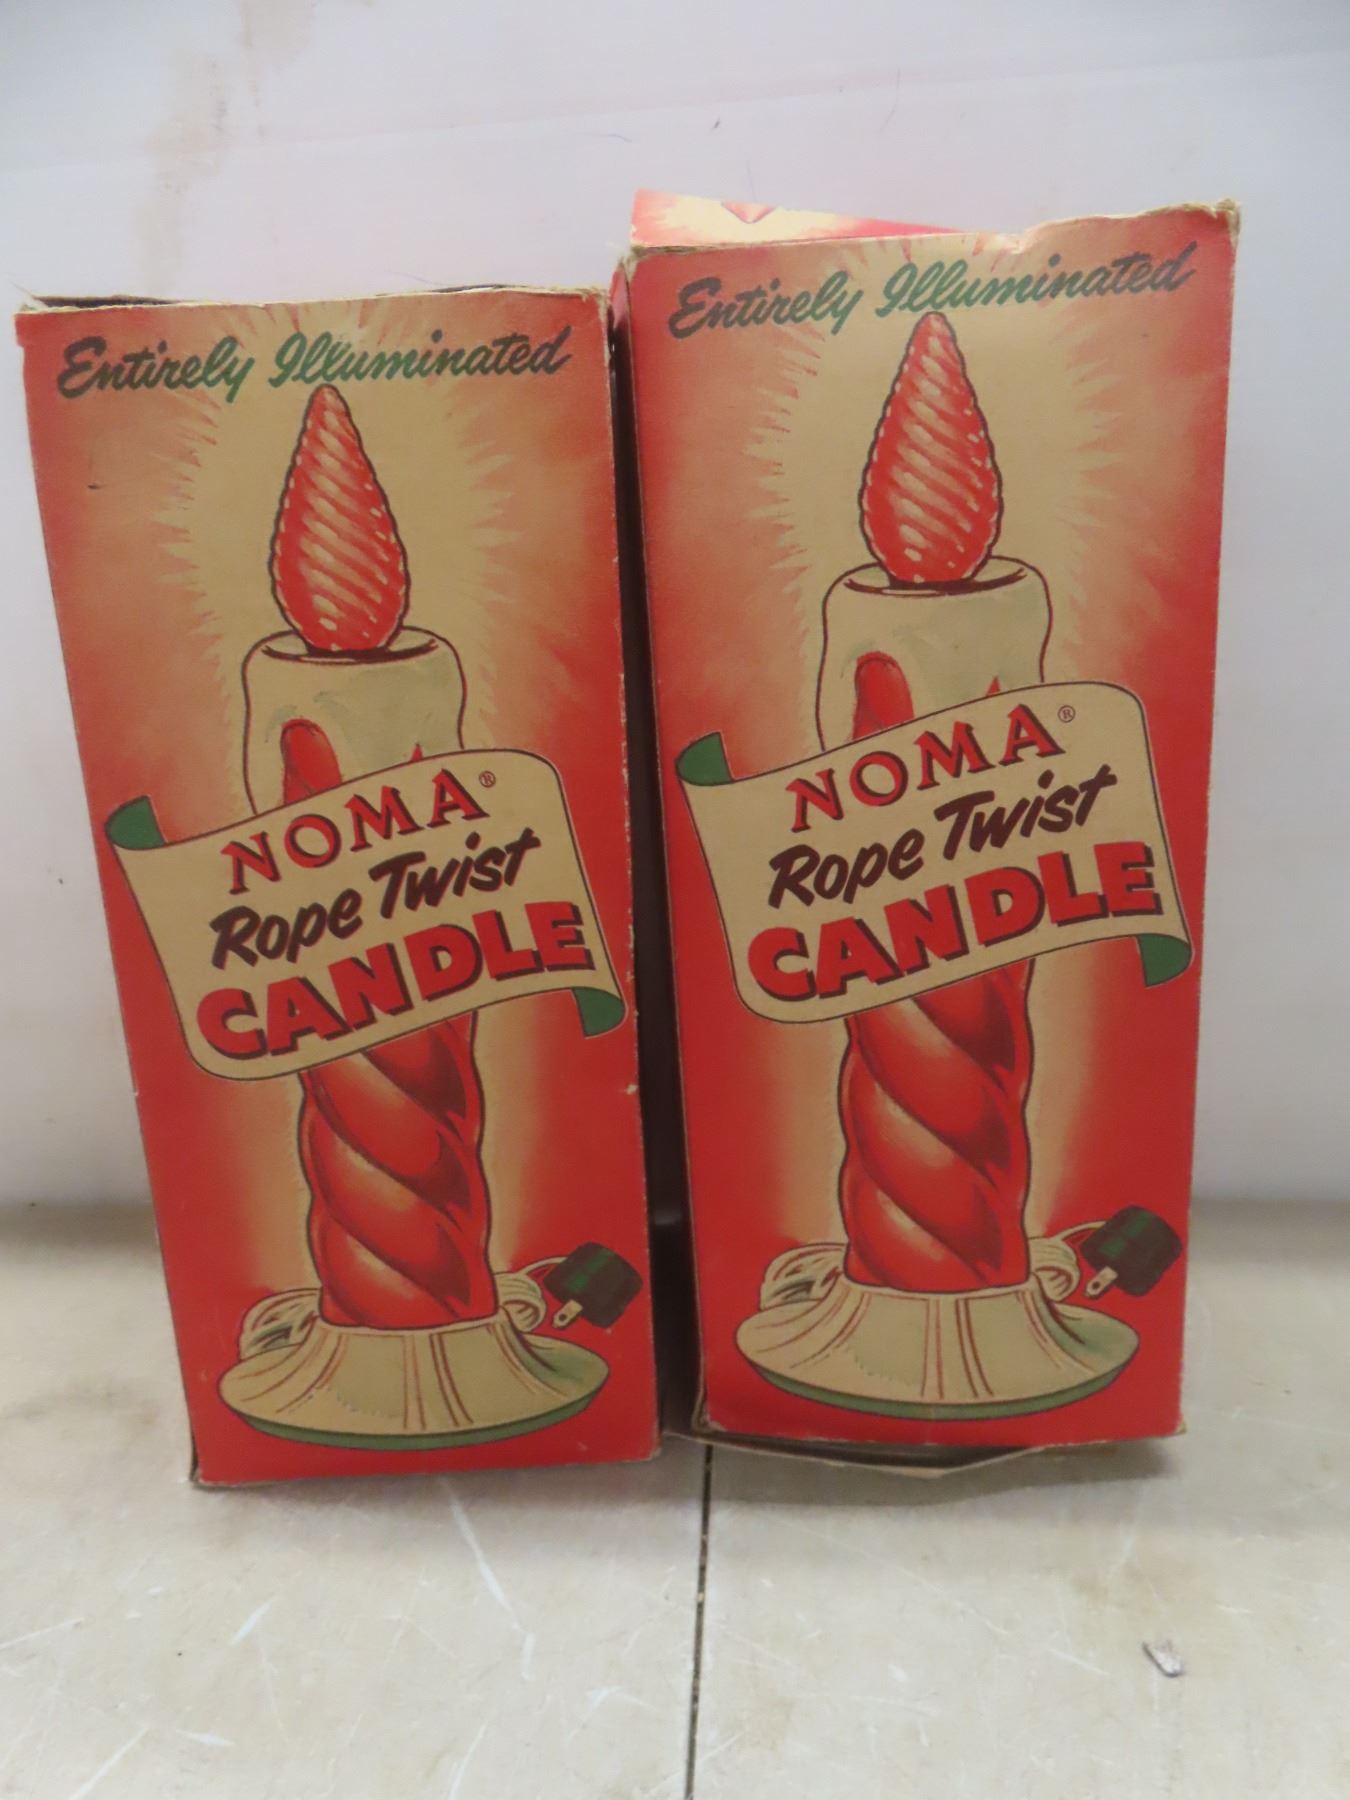 Entirely Illuminated
NOMA®
Rope Twist
CANDLE
Entirely Illuminated
NOMA®
Rope Twist
CANDLE